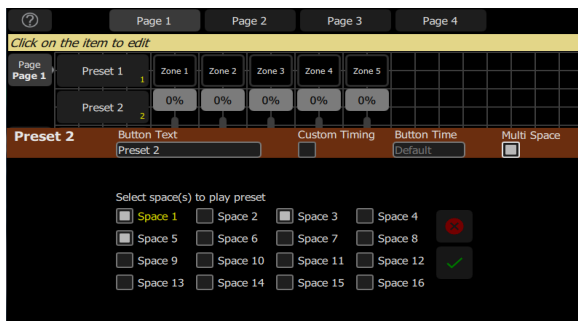 ? Page 1 Page 2 Page 3 Page 4
Click on the item to edit
Page
Page 1
Preset 1 1 Zone 1 Zone 2 Zone 3 Zone 4 Zone 5
Preset 2 2 0% 0% 0% 0% 0%
Preset 2 Button Text Custom Timing Button Time Multi Space
Preset 2 Default
Select space(s) to play preset
Space 1 Space 2 Space 3 Space 4
Space 5 Space 6 Space 7 Space 8
Space 9 Space 10 Space 11 Space 12
Space 13 Space 14 Space 15 Space 16